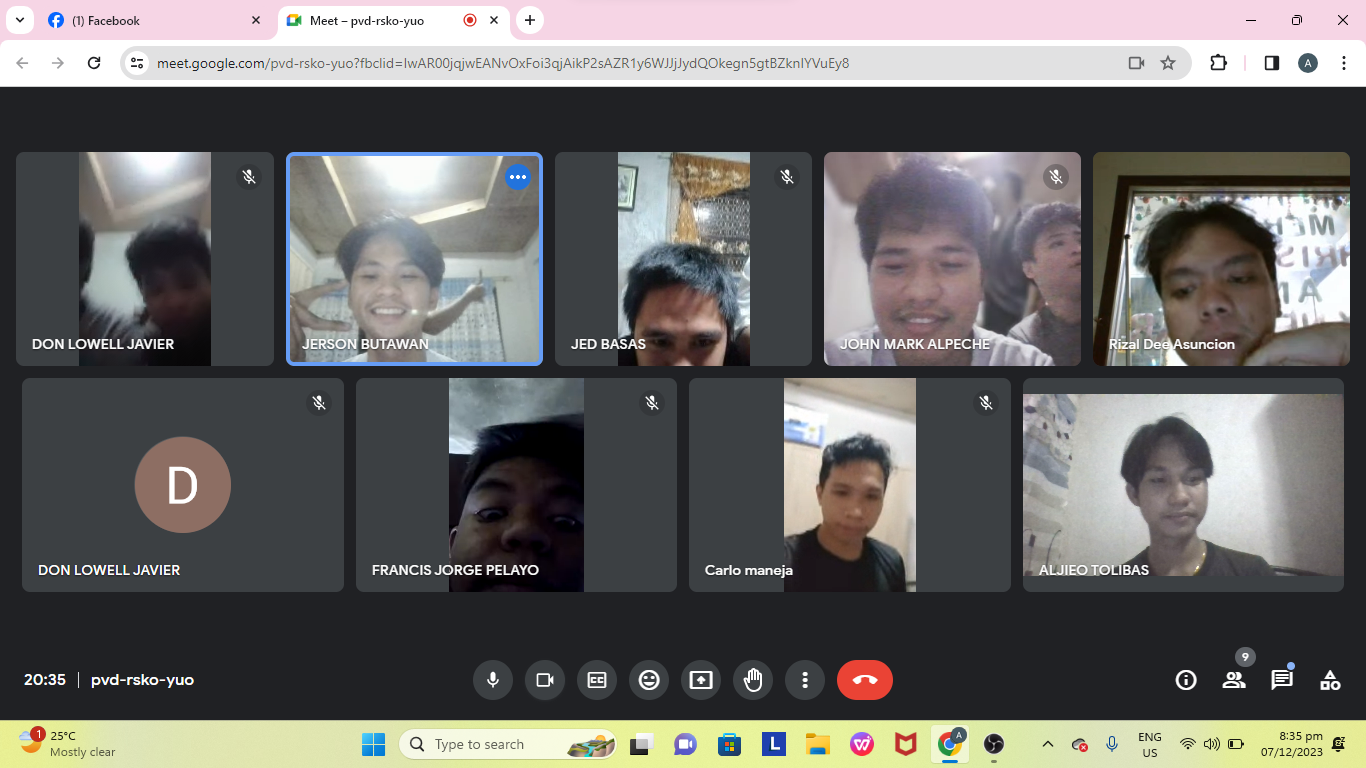 (1) Facebook
Meet – pvd-rsko-yuo
meet.google.com/pvd-rsko-yuo?fbclid=IwAR00jqjwEANvOxFoi3qjAikP2sAZR1y6WJJjJydQOkegn5gtBZknIYVuEy8
A
DON LOWELL JAVIER
JERSON BUTAWAN
JED BASAS
JOHN MARK ALPECHE
Rizal Dee Asuncion
D
DON LOWELL JAVIER
FRANCIS JORGE PELAYO
Carlo maneja
ALJIEO TOLIBAS
20:35 | pvd-rsko-yuo
9
1
25°C
Mostly clear
Type to search
L
A
ENG
US
8:35 pm
07/12/2023